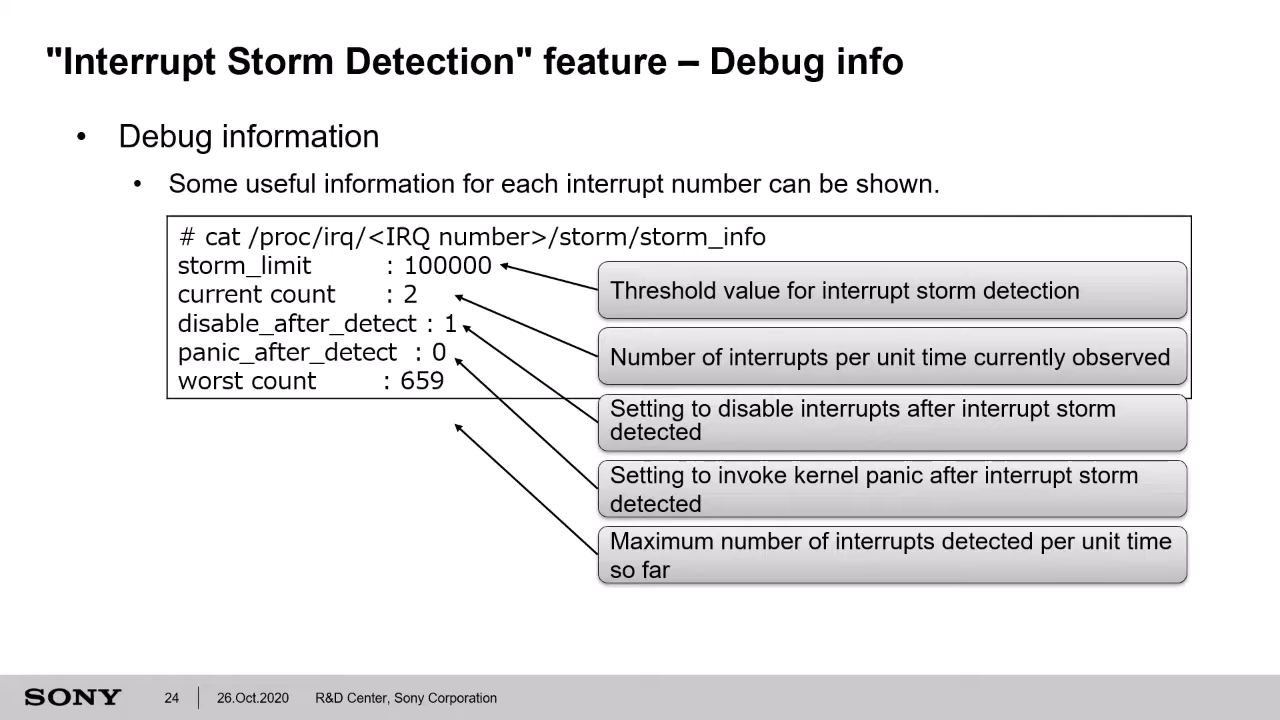 "Interrupt Storm Detection" feature – Debug info
• Debug information
• Some useful information for each interrupt number can be shown.
# cat /proc/irq/<IRQ number>/storm/storm_info
storm_limit : 100000
current count : 2
disable_after_detect : 1
panic_after_detect : 0
worst count : 659
Threshold value for interrupt storm detection
Number of interrupts per unit time currently observed
Setting to disable interrupts after interrupt storm
detected
Setting to invoke kernel panic after interrupt storm
detected
Maximum number of interrupts detected per unit time
so far
SONY 24 26.Oct.2020 R&D Center, Sony Corporation